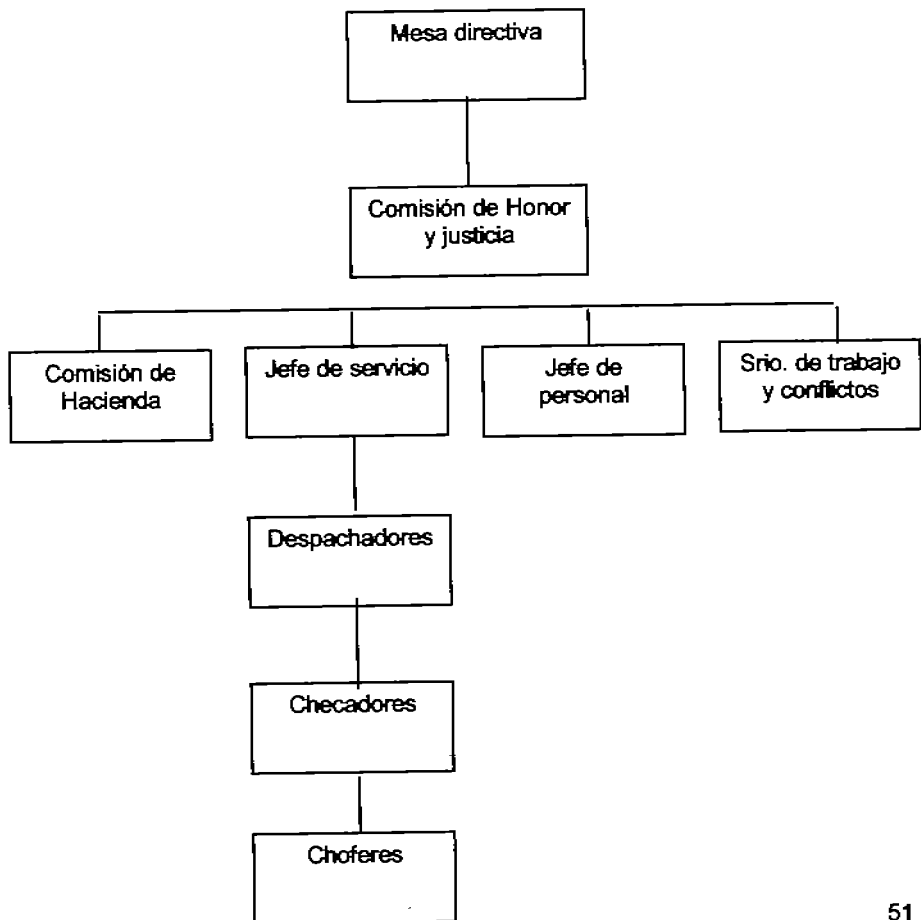 Mesa directiva
Comisión de Honor
y justicia
Comisión de
Hacienda
Jefe de servicio
Jefe de
personal
Srio. de trabajo
y conflictos
Despachadores
Checadores
Choferes
51